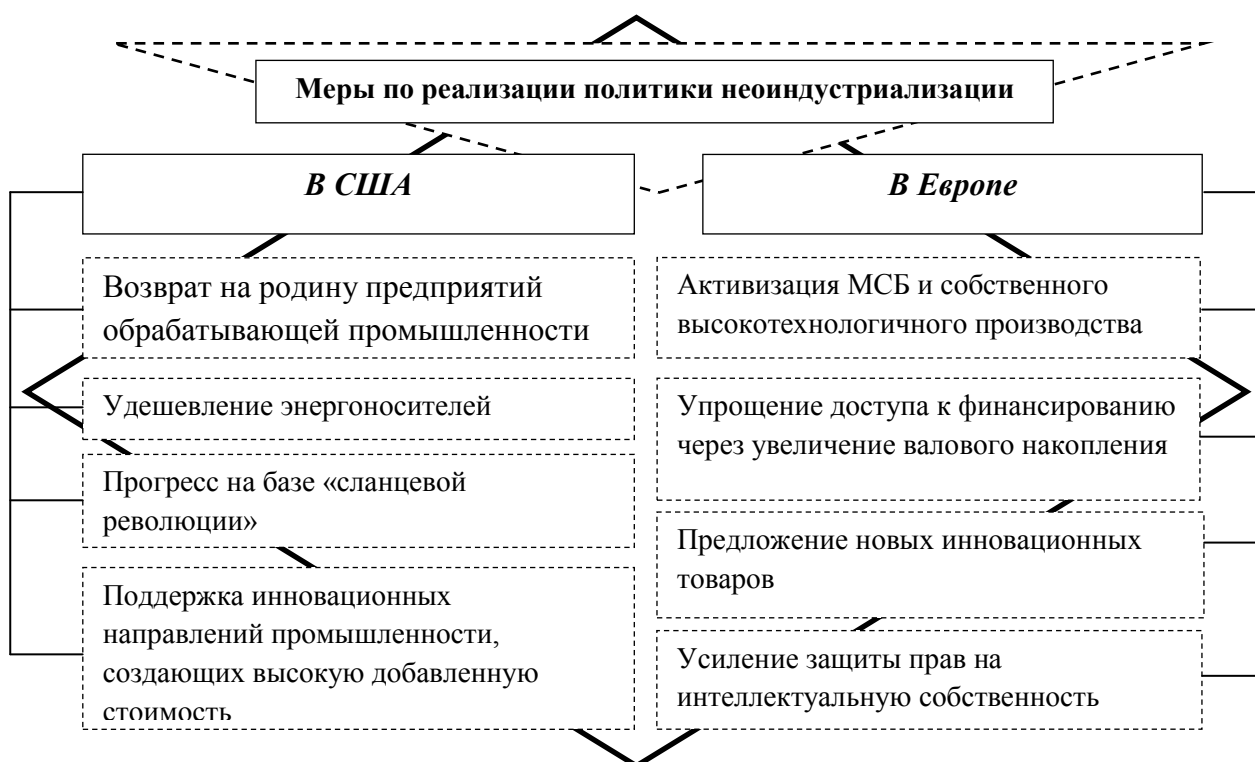 Меры по реализации политики неоиндустриализации
В США
Возврат на родину предприятий
обрабатывающей промышленности
Удешевление энергоносителей
Прогресс на базе «сланцевой
революции»
Поддержка инновационных
направлений промышленности,
создающих высокую добавленную
стоимость
В Европе
Активизация МСБ и собственного
высокотехнологичного производства
Упрощение доступа к финансированию
через увеличение валового накопления
Предложение новых инновационных
товаров
Усиление защиты прав на
интеллектуальную собственность